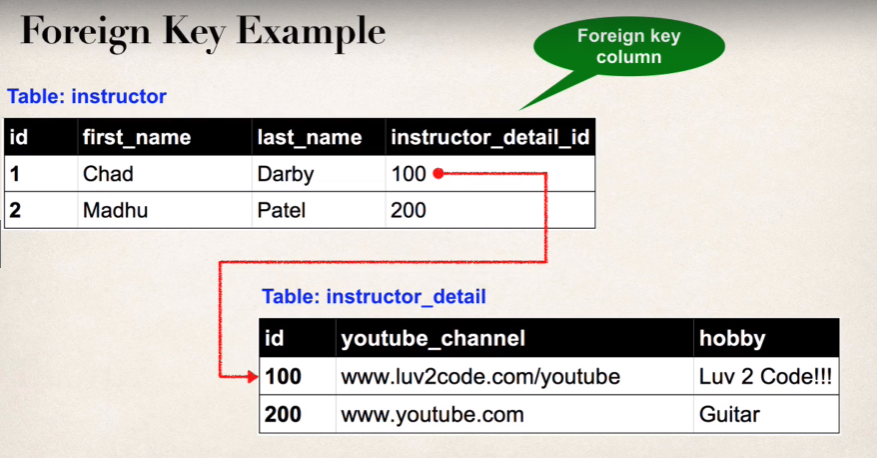 Foreign Key Example
Foreign key
column
Table: instructor
id first_name last_name instructor_detail_id
1 Chad Darby 100
2 Madhu Patel 200
Table: instructor_detail
id youtube_channel hobby
100 www.luv2code.com/youtube Luv 2 Code!!!
200 www.youtube.com Guitar